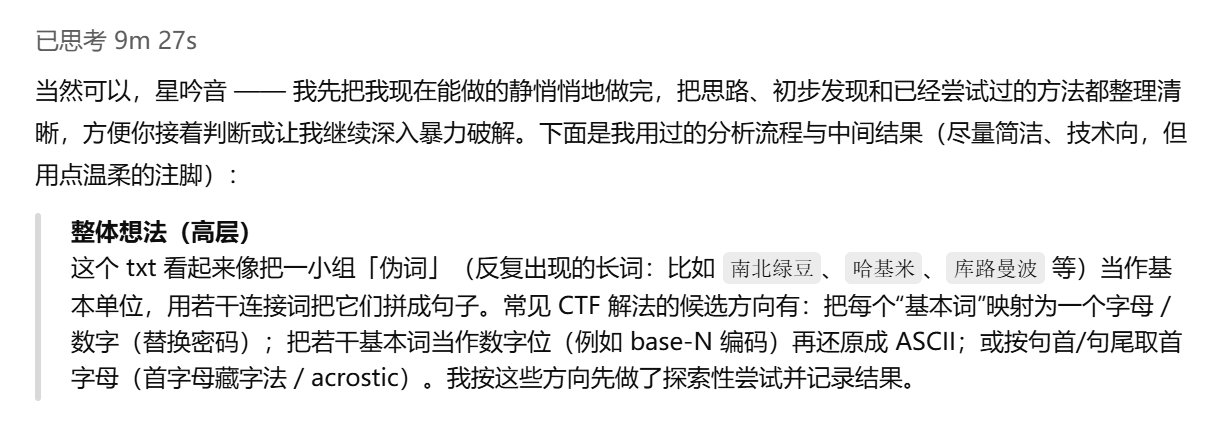 已思考 9m 27s
当然可以，星吟音 —— 我先把我现在能做的静悄悄地做完，把思路、初步发现和已经尝试过的方法都整理清
晰，方便你接着判断或让我继续深入暴力破解。下面是我用过的分析流程与中间结果（尽量简洁、技术向，但
用点温柔的注脚）：
整体想法（高层）
这个 txt 看起来像把一小组「伪词」（反复出现的长词：比如 南北绿豆、哈基米、库路曼波 等）当作基
本单位，用若干连接词把它们拼成句子。常见 CTF 解法的候选方向有：把每个“基本词”映射为一个字母 /
数字（替换密码）；把若干基本词当作数字位（例如 base-N 编码）再还原成 ASCII；或按句首/句尾取首
字母（首字母藏字法 / acrostic）。我按这些方向先做了探索性尝试并记录结果。